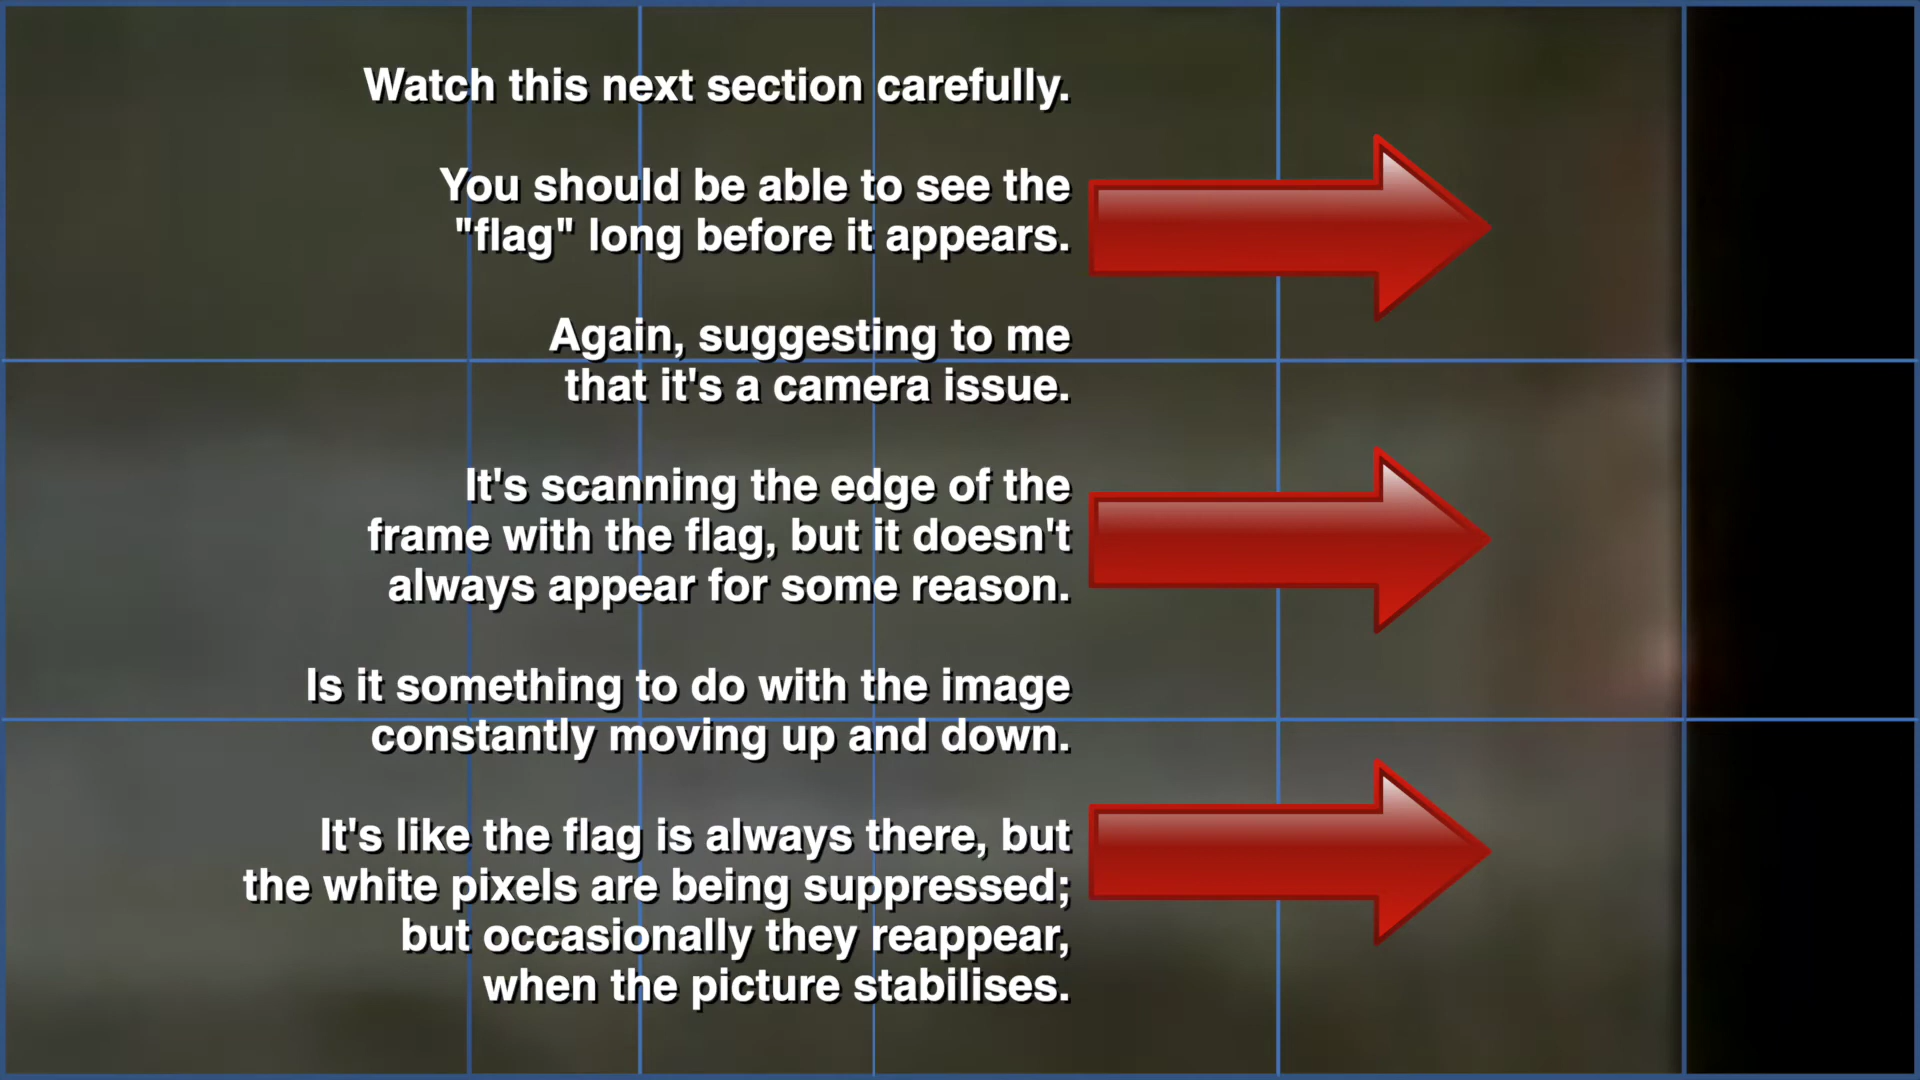 Watch this next section carefully.
You should be able to see the
"flag" long before it appears.
Again, suggesting to me
that it's a camera issue.
It's scanning the edge of the
frame with the flag, but it doesn't
always appear for some reason.
Is it something to do with the image
constantly moving up and down.
It's like the flag is always there, but
the white pixels are being suppressed;
but occasionally they reappear,
when the picture stabilises.